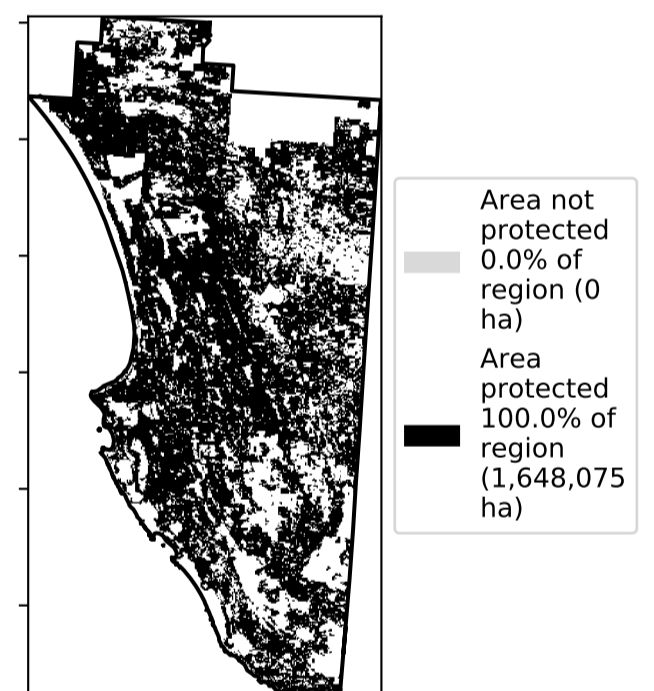 Area not
protected
0.0% of
region (0
ha)
Area
protected
100.0% of
region
(1,648,075
ha)